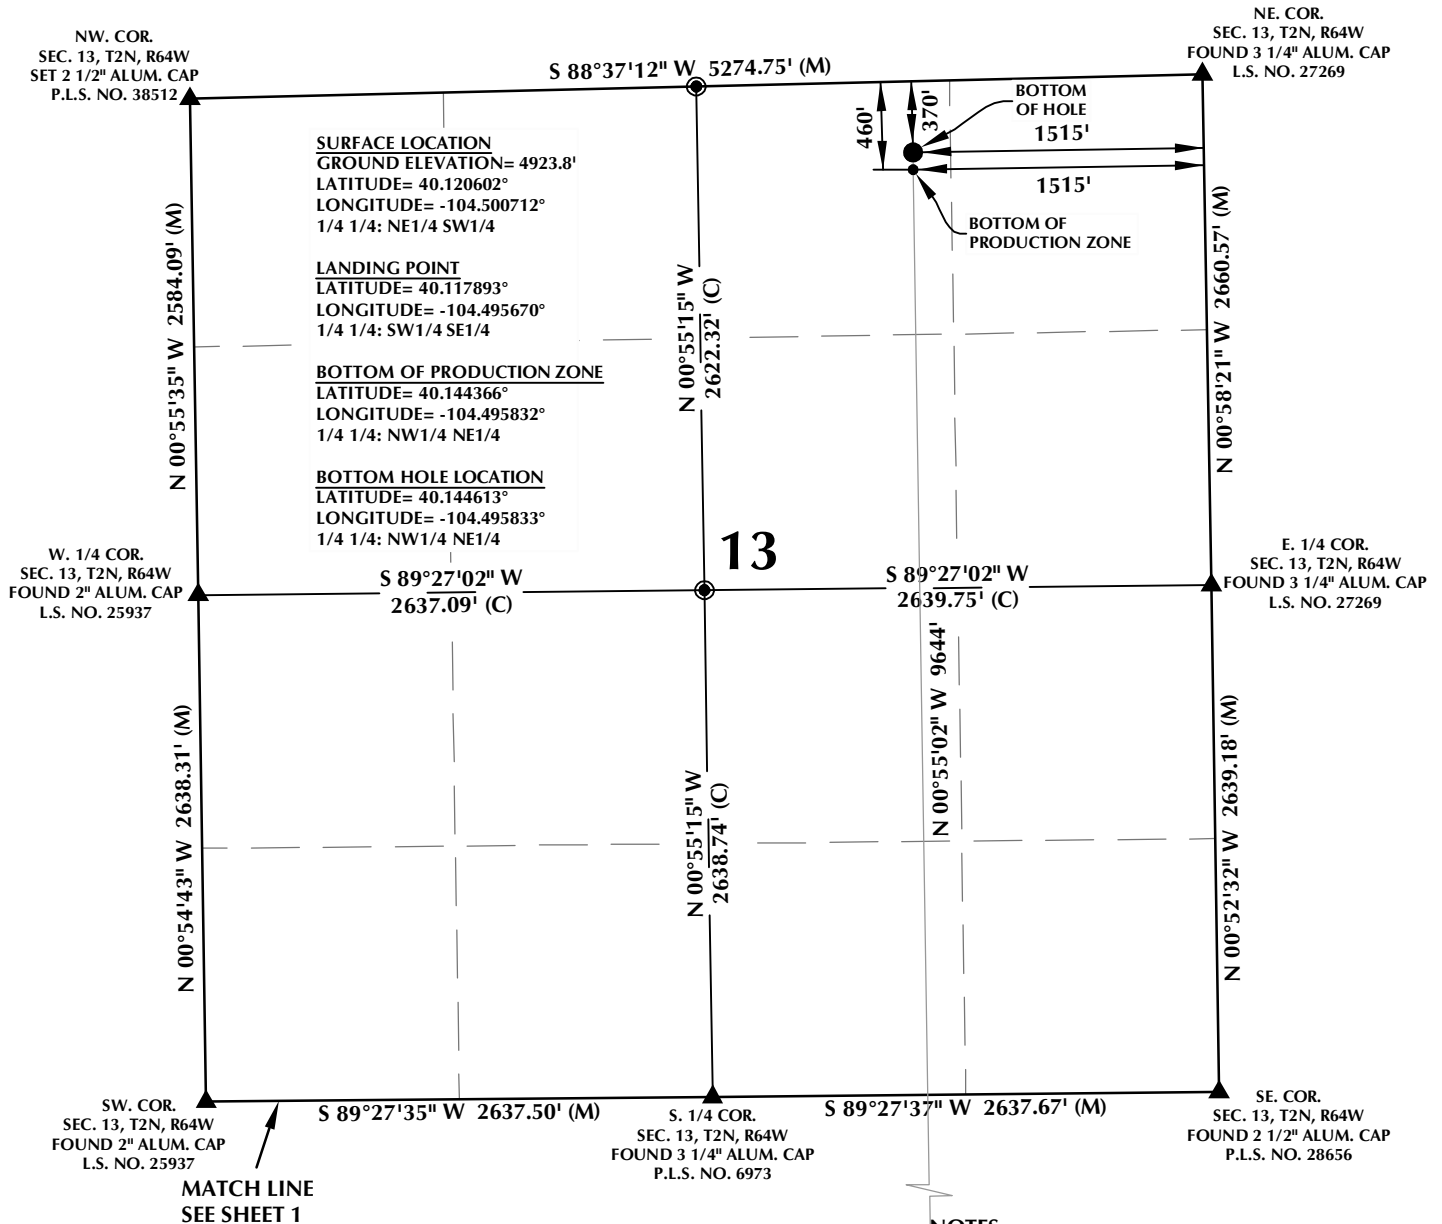 NW. COR.
SEC. 13, T2N, R64W
SET 2 1/2" ALUM. CAP
P.L.S. NO. 38512
S 88°37'12" W 5274.75' (M)
NE. COR.
SEC. 13, T2N, R64W
FOUND 3 1/4" ALUM. CAP
L.S. NO. 27269
460'
370'
BOTTOM
OF HOLE
1515'
1515'
BOTTOM OF
PRODUCTION ZONE
SURFACE LOCATION
GROUND ELEVATION= 4923.8'
LATITUDE= 40.120602°
LONGITUDE= -104.500712°
1/4 1/4: NE1/4 SW1/4
LANDING POINT
LATITUDE= 40.117893°
LONGITUDE= -104.495670°
1/4 1/4: SW1/4 SE1/4
BOTTOM OF PRODUCTION ZONE
LATITUDE= 40.144366°
LONGITUDE= -104.495832°
1/4 1/4: NW1/4 NE1/4
BOTTOM HOLE LOCATION
LATITUDE= 40.144613°
LONGITUDE= -104.495833°
1/4 1/4: NW1/4 NE1/4
N 00°55'35" W 2584.09' (M)
N 00°55'15" W
2622.32' (C)
N 00°58'21" W 2660.57' (M)
13
W. 1/4 COR.
SEC. 13, T2N, R64W
FOUND 2" ALUM. CAP
L.S. NO. 25937
S 89°27'02" W
2637.09' (C)
S 89°27'02" W
2639.75' (C)
E. 1/4 COR.
SEC. 13, T2N, R64W
FOUND 3 1/4" ALUM. CAP
L.S. NO. 27269
N 00°54'43" W 2638.31' (M)
N 00°55'15" W
2638.74' (C)
N 00°55'02" W 9644'
N 00°52'32" W 2639.18' (M)
SW. COR.
SEC. 13, T2N, R64W
FOUND 2" ALUM. CAP
L.S. NO. 25937
S 89°27'35" W 2637.50' (M)
S. 1/4 COR.
SEC. 13, T2N, R64W
FOUND 3 1/4" ALUM. CAP
P.L.S. NO. 6973
S 89°27'37" W 2637.67' (M)
SE. COR.
SEC. 13, T2N, R64W
FOUND 2 1/2" ALUM. CAP
P.L.S. NO. 28656
MATCH LINE
SEE SHEET 1
NOTES